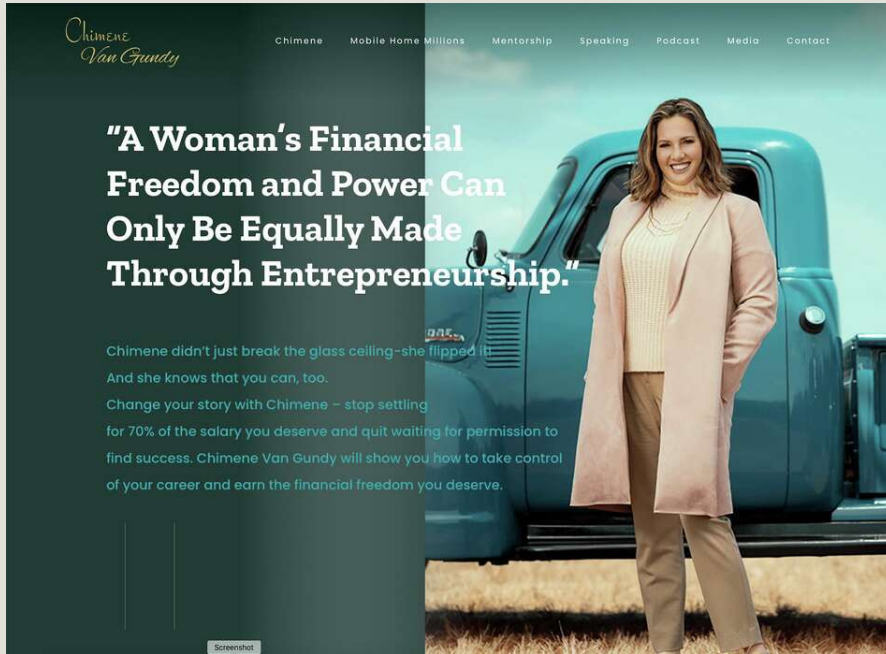 Chimene
Van Gundy
Chimene Mobile Home Millions Mentorship Speaking Podcast Media Contact
"A Woman's Financial
Freedom and Power Can
Only Be Equally Made
Through Entrepreneurship."
Chimene didn't just break the glass ceiling-she flipped it!
And she knows that you can, too.
Change your story with Chimene – stop settling
for 70% of the salary you deserve and quit waiting for permission to
find success. Chimene Van Gundy will show you how to take control
of your career and earn the financial freedom you deserve.
Screenshot